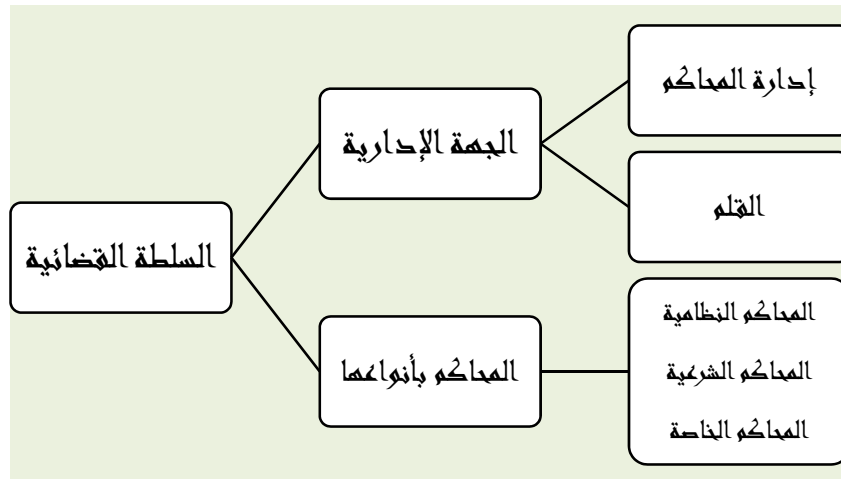 السلطة القضائية
الجهة الإدارية
إدارة المحاكم
القلم
المحاكم بأنواعها
المحاكم النظامية
المحاكم الشرعية
المحاكم الخاصة